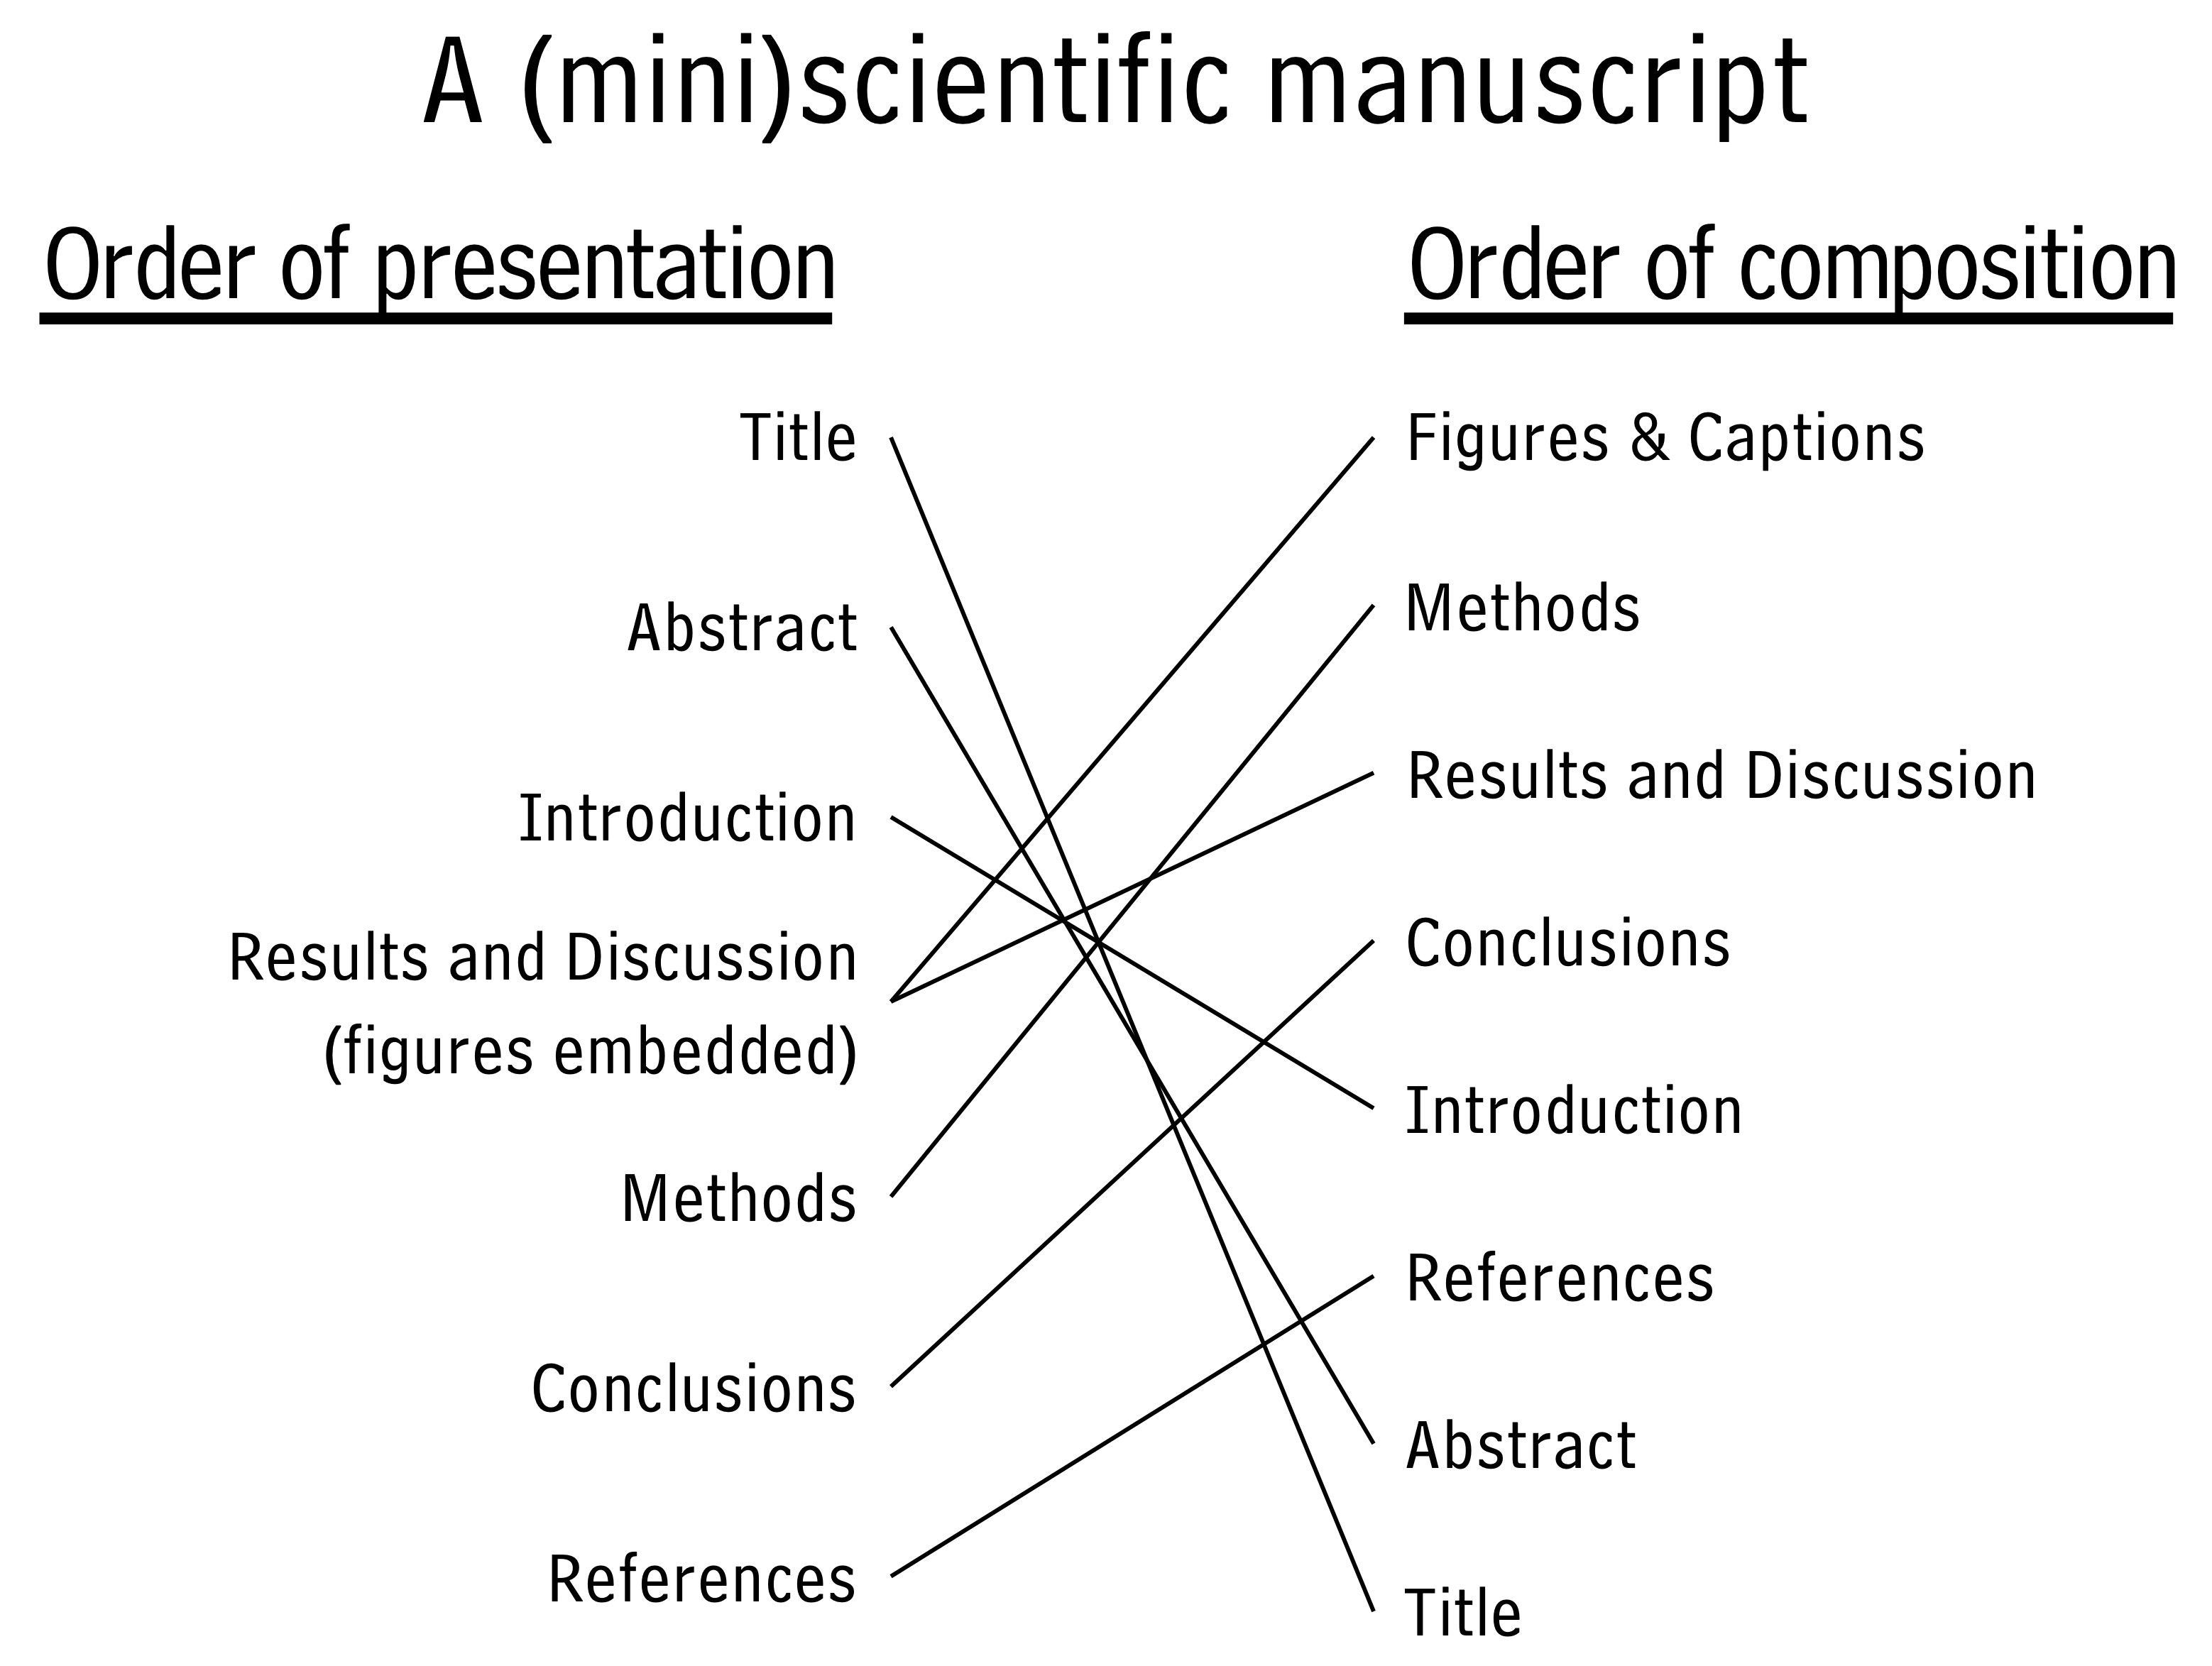 A (mini)scientific manuscript
Order of presentation
Title
Abstract
Introduction
Results and Discussion
(figures embedded)
Methods
Conclusions
References
Order of composition
Figures & Captions
Methods
Results and Discussion
Conclusions
Introduction
References
Abstract
Title